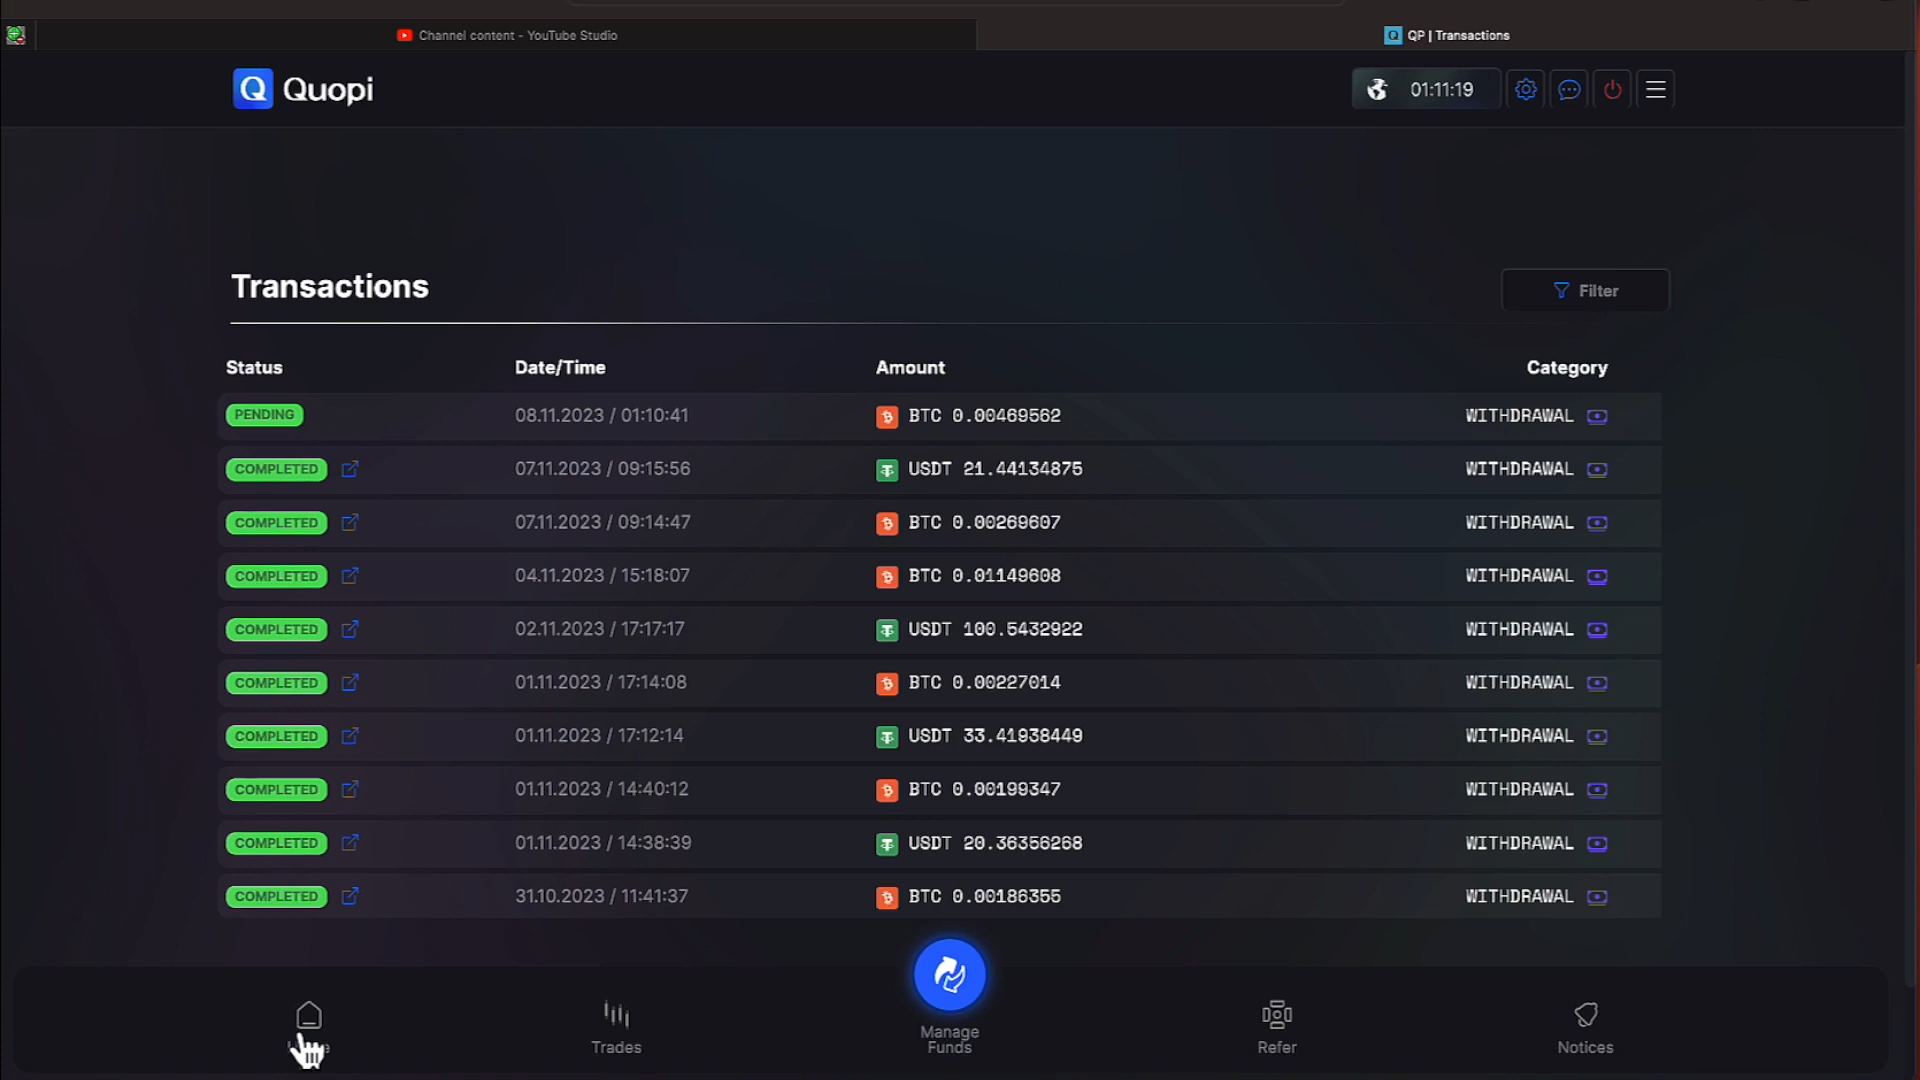 Channel content - YouTube Studio
QP | Transactions
Quopi
01:11:19
Transactions
Filter
Status Date/Time Amount Category
PENDING 08.11.2023 / 01:10:41 BTC 0.00469562 WITHDRAWAL
COMPLETED 07.11.2023 / 09:15:56 USDT 21.44134875 WITHDRAWAL
COMPLETED 07.11.2023 / 09:14:47 BTC 0.00269607 WITHDRAWAL
COMPLETED 04.11.2023 / 15:18:07 BTC 0.01149608 WITHDRAWAL
COMPLETED 02.11.2023 / 17:17:17 USDT 100.5432922 WITHDRAWAL
COMPLETED 01.11.2023 / 17:14:08 BTC 0.00227014 WITHDRAWAL
COMPLETED 01.11.2023 / 17:12:14 USDT 33.41938449 WITHDRAWAL
COMPLETED 01.11.2023 / 14:40:12 BTC 0.00199347 WITHDRAWAL
COMPLETED 01.11.2023 / 14:38:39 USDT 20.36356268 WITHDRAWAL
COMPLETED 31.10.2023 / 11:41:37 BTC 0.00186355 WITHDRAWAL
Trades
Manage
Funds
Refer
Notices